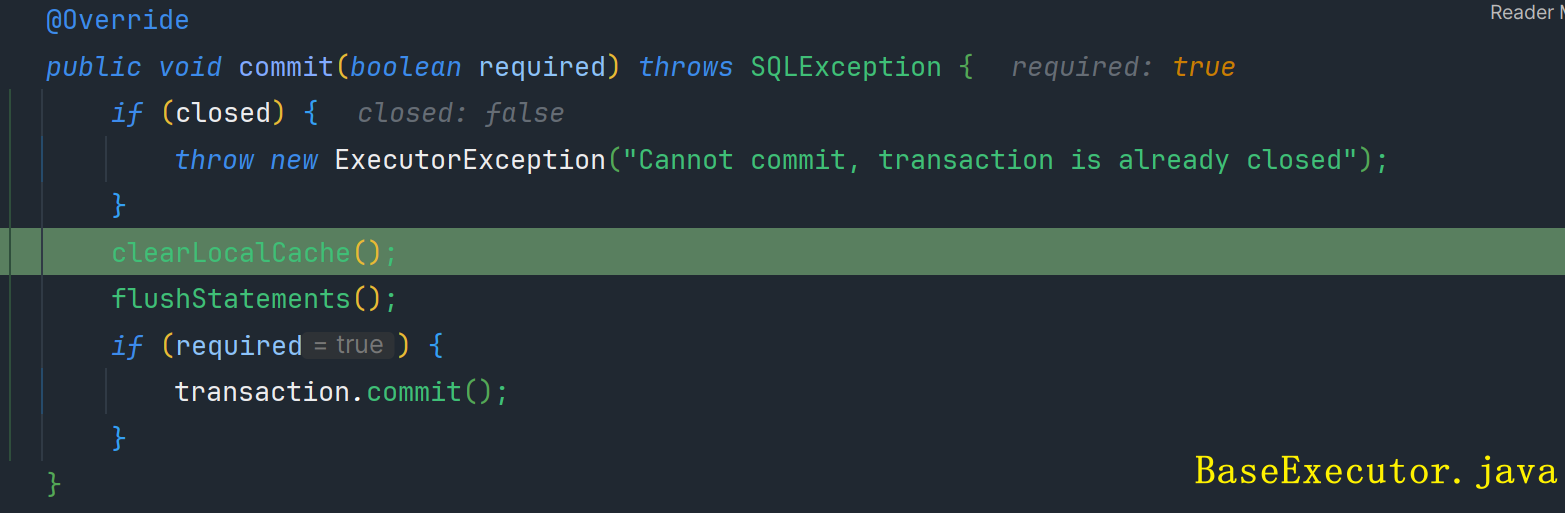 @Override
Reader M
public void commit(boolean required) throws SQLException { required: true
if (closed) { closed: false
throw new ExecutorException("Cannot commit, transaction is already closed");
}
clearLocalCache();
flushStatements();
if (required = true ) {
transaction.commit();
}
}
BaseExecutor.java